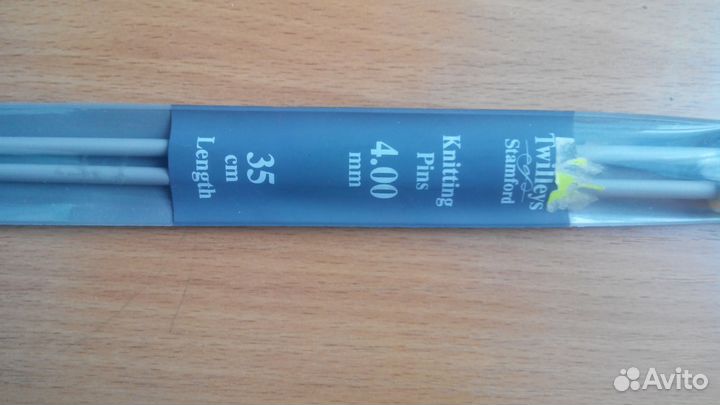 Twilleys
Stamford
Knitting
Pins
4.00
mm
35
cm
Length
Avito